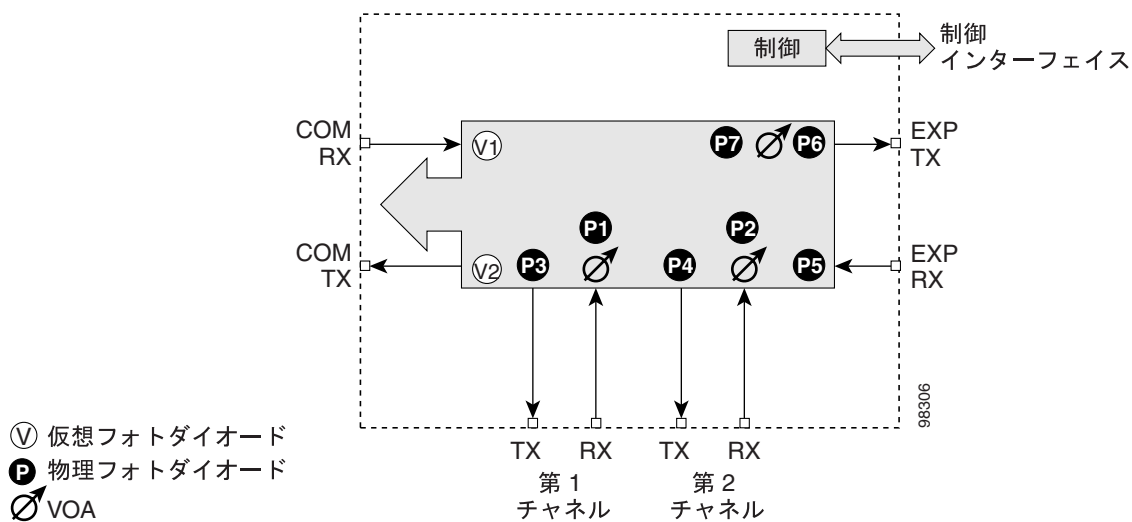 制御
制御
インターフェイス
COM
RX
V1
P7
P6
EXP
TX
P1
P2
COM
TX
V2
P3
P4
P5
EXP
RX
98306
TX RX TX RX
第 1
チャネル
第 2
チャネル
V 仮想フォトダイオード
P 物理フォトダイオード
VOA